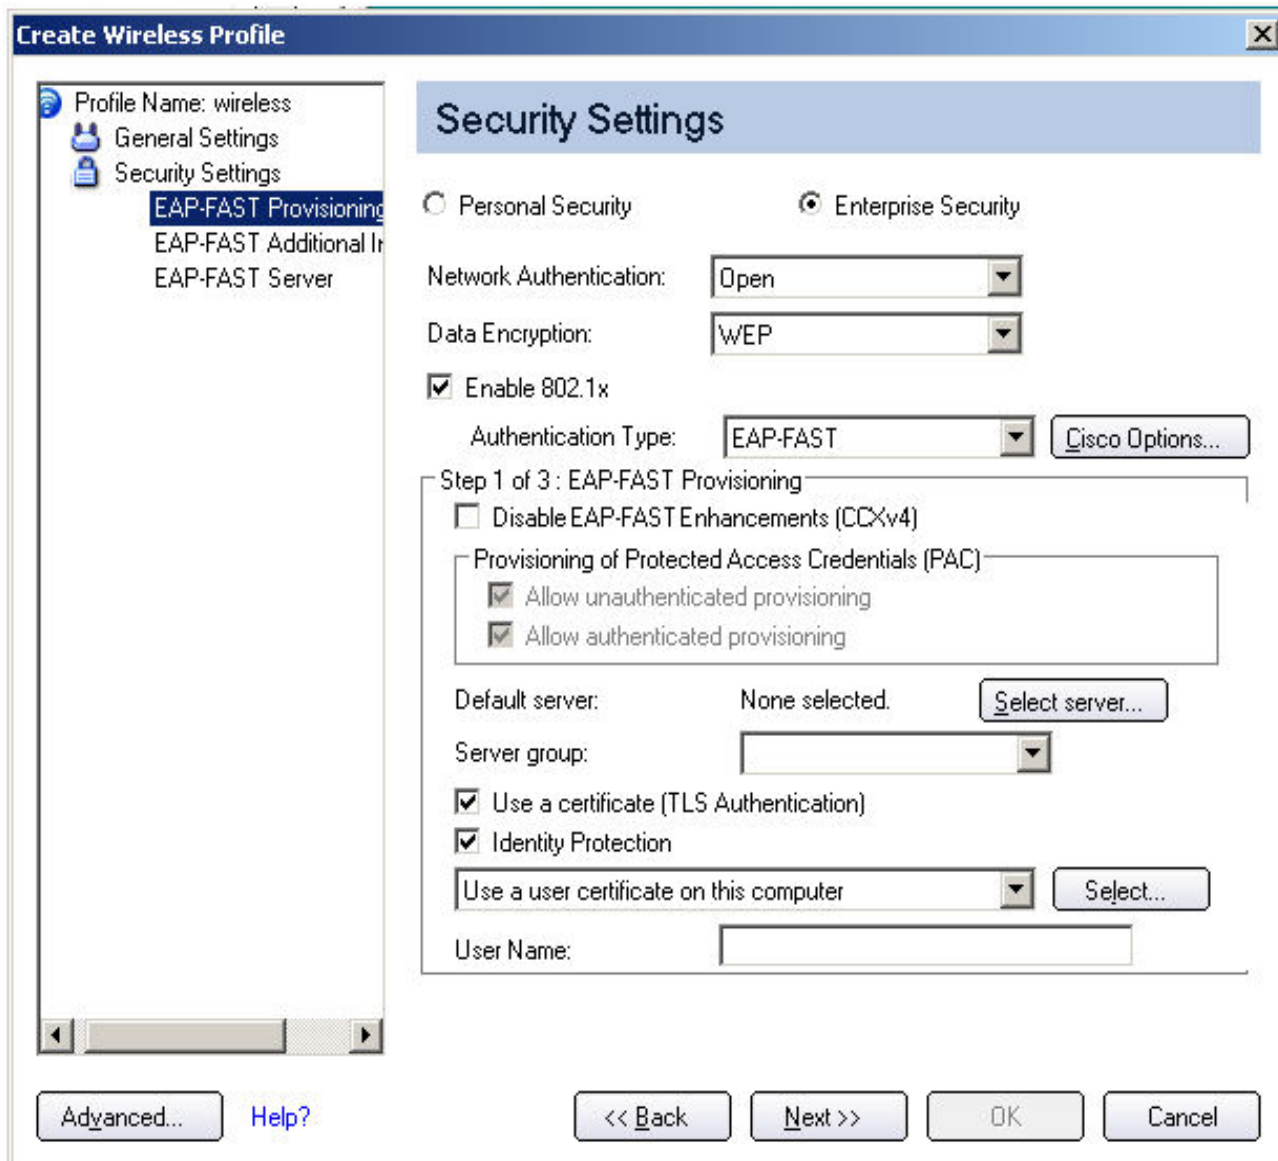 Create Wireless Profile
Profile Name: wireless
General Settings
Security Settings
EAP-FAST Provisioning
EAP-FAST Additional
EAP-FAST Server
Security Settings
Personal Security
Enterprise Security
Network Authentication: Open
Data Encryption: WEP
Enable 802.1x
Authentication Type: EAP-FAST Cisco Options...
Step 1 of 3 : EAP-FAST Provisioning
Disable EAP-FAST Enhancements (CCXv4)
Provisioning of Protected Access Credentials (PAC)
Allow unauthenticated provisioning
Allow authenticated provisioning
Default server: None selected. Select server...
Server group:
Use a certificate (TLS Authentication)
Identity Protection
Use a user certificate on this computer Select...
User Name:
Advanced... Help? << Back Next >> OK Cancel